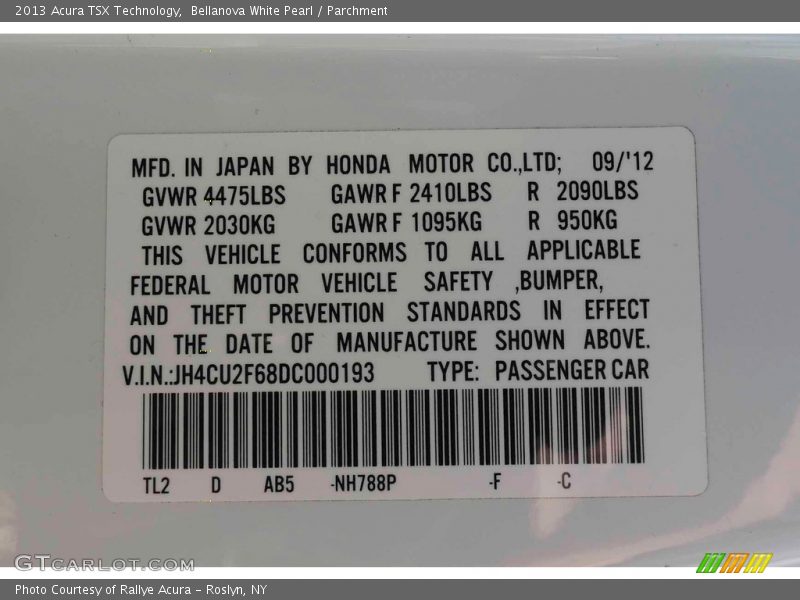 2013 Acura TSX Technology,  Bellanova White Pearl / Parchment
MFD. IN JAPAN BY HONDA MOTOR CO.,LTD; 09/'12
GVWR 4475LBS GAWR F 2410LBS R 2090LBS
GVWR 2030KG GAWR F 1095KG R 950KG
THIS VEHICLE CONFORMS TO ALL APPLICABLE
FEDERAL MOTOR VEHICLE SAFETY ,BUMPER,
AND THEFT PREVENTION STANDARDS IN EFFECT
ON THE DATE OF MANUFACTURE SHOWN ABOVE.
V.I.N.:JH4CU2F68DC000193 TYPE: PASSENGER CAR
TL2 D AB5 -NH788P -F -C
GTCARLOT.COM
Photo Courtesy of Rallye Acura - Roslyn, NY